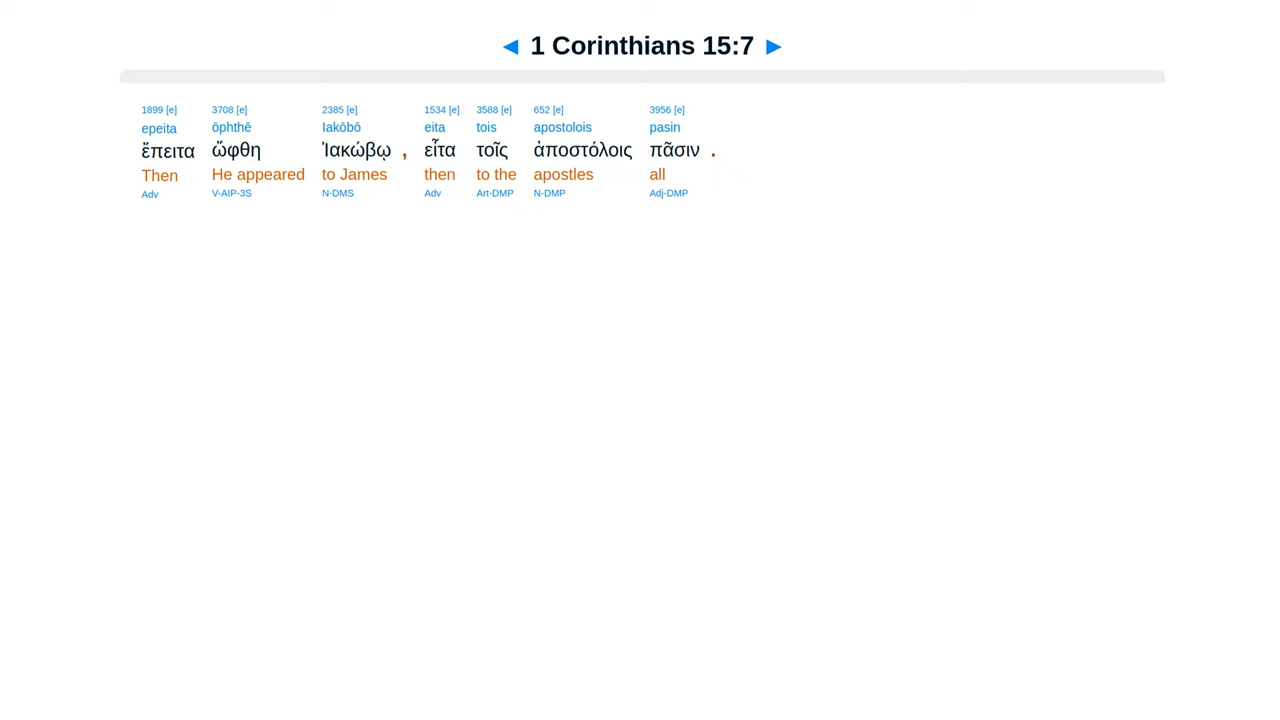 ◄ 1 Corinthians 15:7 ►
1899 [e] 3708 [e] 2385 [e] 1534 [e] 3588 [e] 652 [e] 3956 [e]
epeita ōphthē Iakōbō eita tois apostolois pasin
ἔπειτα ὤφθη Ἰακώβῳ , εἶτα τοῖς ἀποστόλοις πᾶσιν .
Then He appeared to James then to the apostles all
Adv V-AIP-3S N-DMS Adv Art-DMP N-DMP Adj-DMP